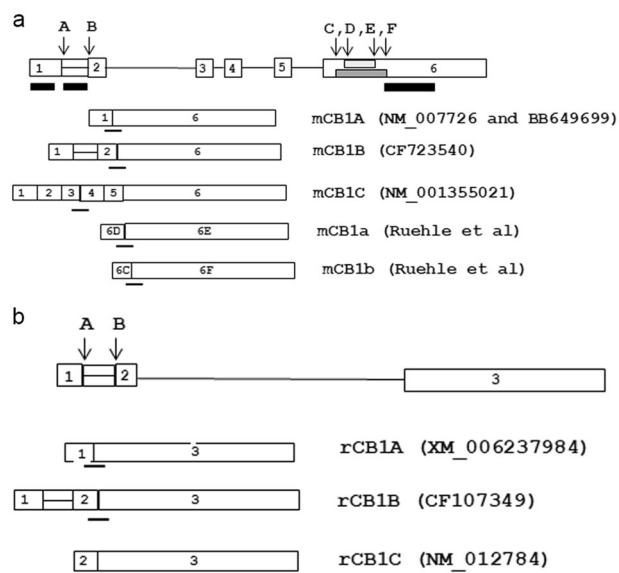 a
A B C,D,E,F
1 2 3 4 5 6
1 6 mCB1A (NM_007726 and BB649699)
1 2 6 mCB1B (CF723540)
1 2 3 4 5 6 mCB1C (NM_001355021)
6D 6E mCB1a (Ruehle et al)
6C 6F mCB1b (Ruehle et al)
b
A B
1 2 3
1 3 rCB1A (XM_006237984)
1 2 3 rCB1B (CF107349)
2 3 rCB1C (NM_012784)